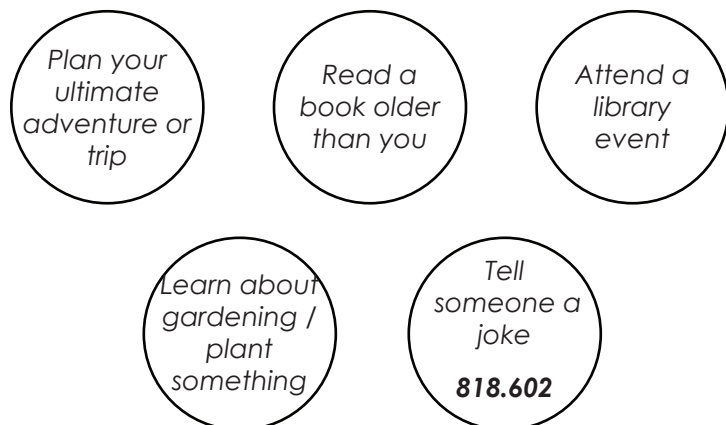 Plan your
ultimate
adventure or
trip
Read a
book older
than you
Attend a
library
event
Learn about
gardening /
plant
something
Tell
someone a
joke
818.602